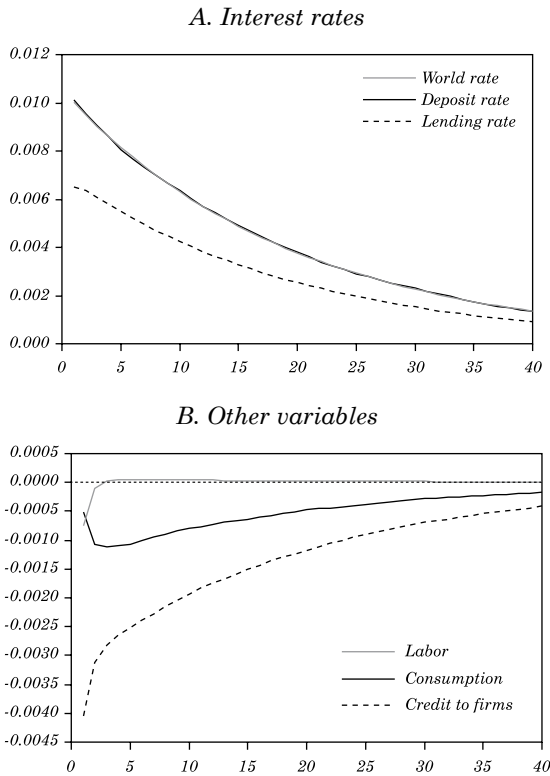 A. Interest rates
0.012
0.010
0.008
0.006
0.004
0.002
0.000
World rate
Deposit rate
Lending rate
0 5 10 15 20 25 30 35 40
B. Other variables
0.0005
0.0000
-0.0005
-0.0010
-0.0015
-0.0020
-0.0025
-0.0030
-0.0035
-0.0040
-0.0045
Labor
Consumption
Credit to firms
0 5 10 15 20 25 30 35 40